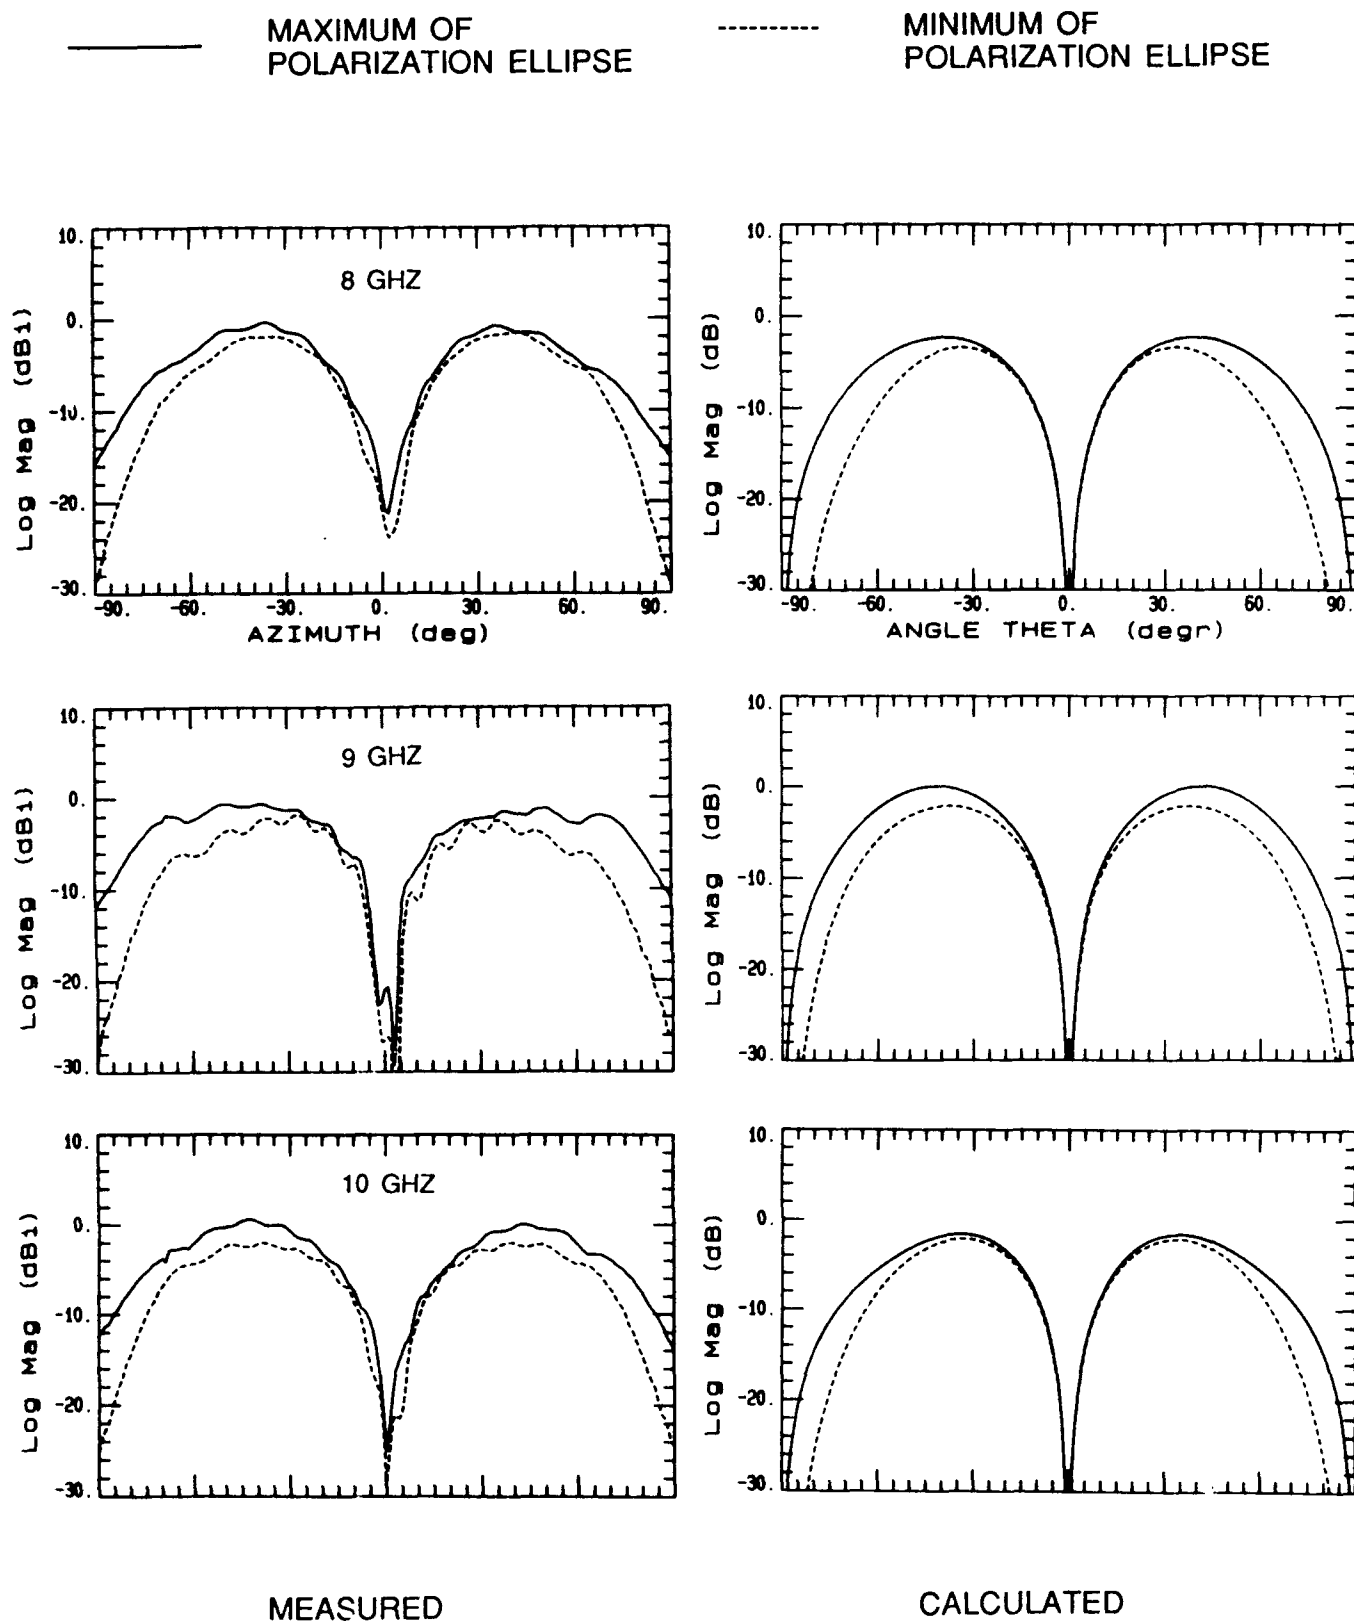 MAXIMUM OF
POLARIZATION ELLIPSE
MINIMUM OF
POLARIZATION ELLIPSE
10.
0.
-10.
-20.
-30.
Log Mag (dBi)
8 GHZ
-90. -30. 0. 30. 60. 90.
AZIMUTH (deg)
10.
0.
-10.
-20.
-30.
Log Mag (dB)
-90. -60. -30. 0. 30. 60. 90.
ANGLE THETA (degr)
10.
0.
-10.
-20.
-30.
Log Mag (dBi)
9 GHZ
10.
0.
-10.
-20.
-30.
Log Mag (dB)
10.
0.
-10.
-20.
-30.
Log Mag (dBi)
10 GHZ
10.
0.
-10.
-20.
-30.
Log Mag (dB)
MEASURED
CALCULATED